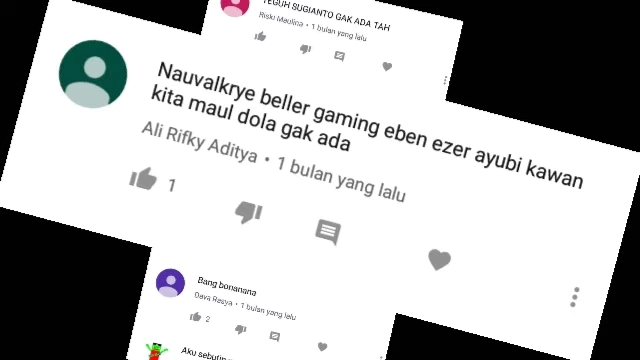 TEGUH SUGIANTO GAK ADA TAH
Riski Maulina • 1 bulan yang lalu
Nauvalkrye beller gaming eben ezer ayubi kawan
kita maul dola gak ada
Ali Rifky Aditya • 1 bulan yang lalu
1
Bang bonanana
Dava Rasya • 1 bulan yang lalu
2
Aku